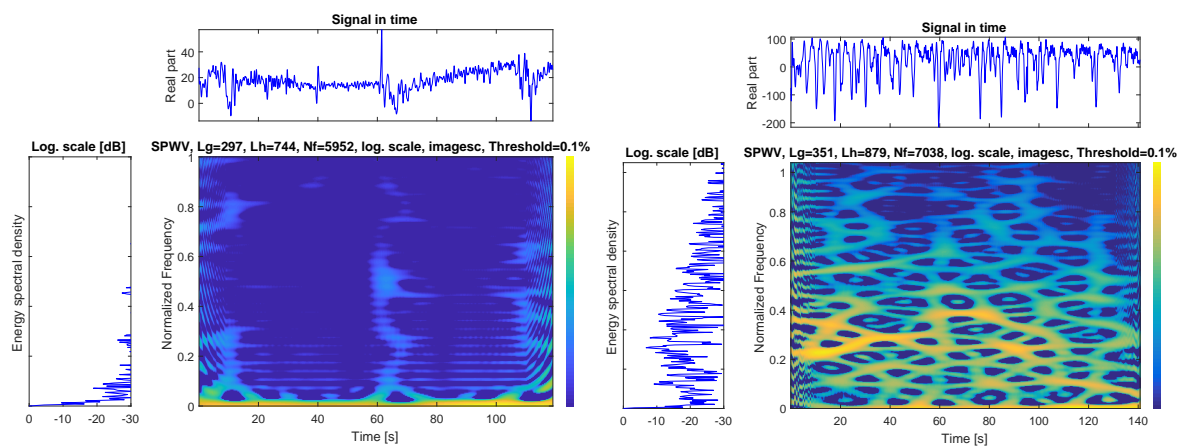 Signal in time
Real part
40
20
0
Log. scale [dB]
SPWV, Lg=297, Lh=744, Nf=5952, log. scale, imagesc, Threshold=0.1%
Energy spectral density
Normalized Frequency
1
0.8
0.6
0.4
0.2
0
0 -10 -20 -30
20 40 60 80 100
Time [s]
Signal in time
Real part
100
0
-100
-200
Log. scale [dB]
SPWV, Lg=351, Lh=879, Nf=7038, log. scale, imagesc, Threshold=0.1%
Energy spectral density
Normalized Frequency
1
0.8
0.6
0.4
0.2
0
0 -10 -20 -30
0 20 40 60 80 100 120 140
Time [s]